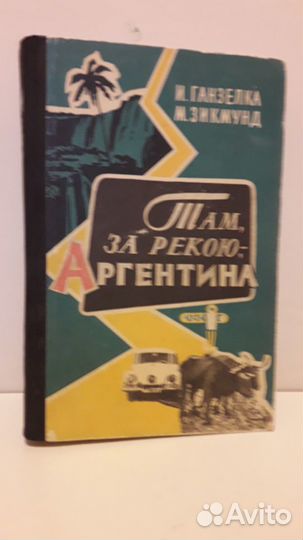 И. ГАНЗЕЛКА
М. ЗИКМУНД
ТАМ,
ЗА РЕКОЮ,-
АРГЕНТИНА
Avito